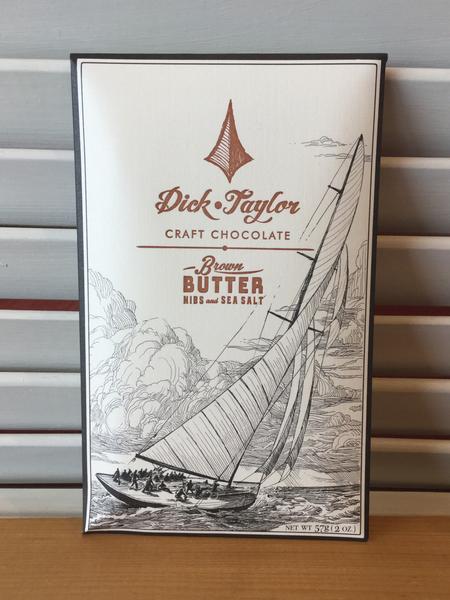 Dick • Taylor
CRAFT CHOCOLATE
Brown
BUTTER
NIBS and SEA SALT
NET WT 57g (2 OZ.)